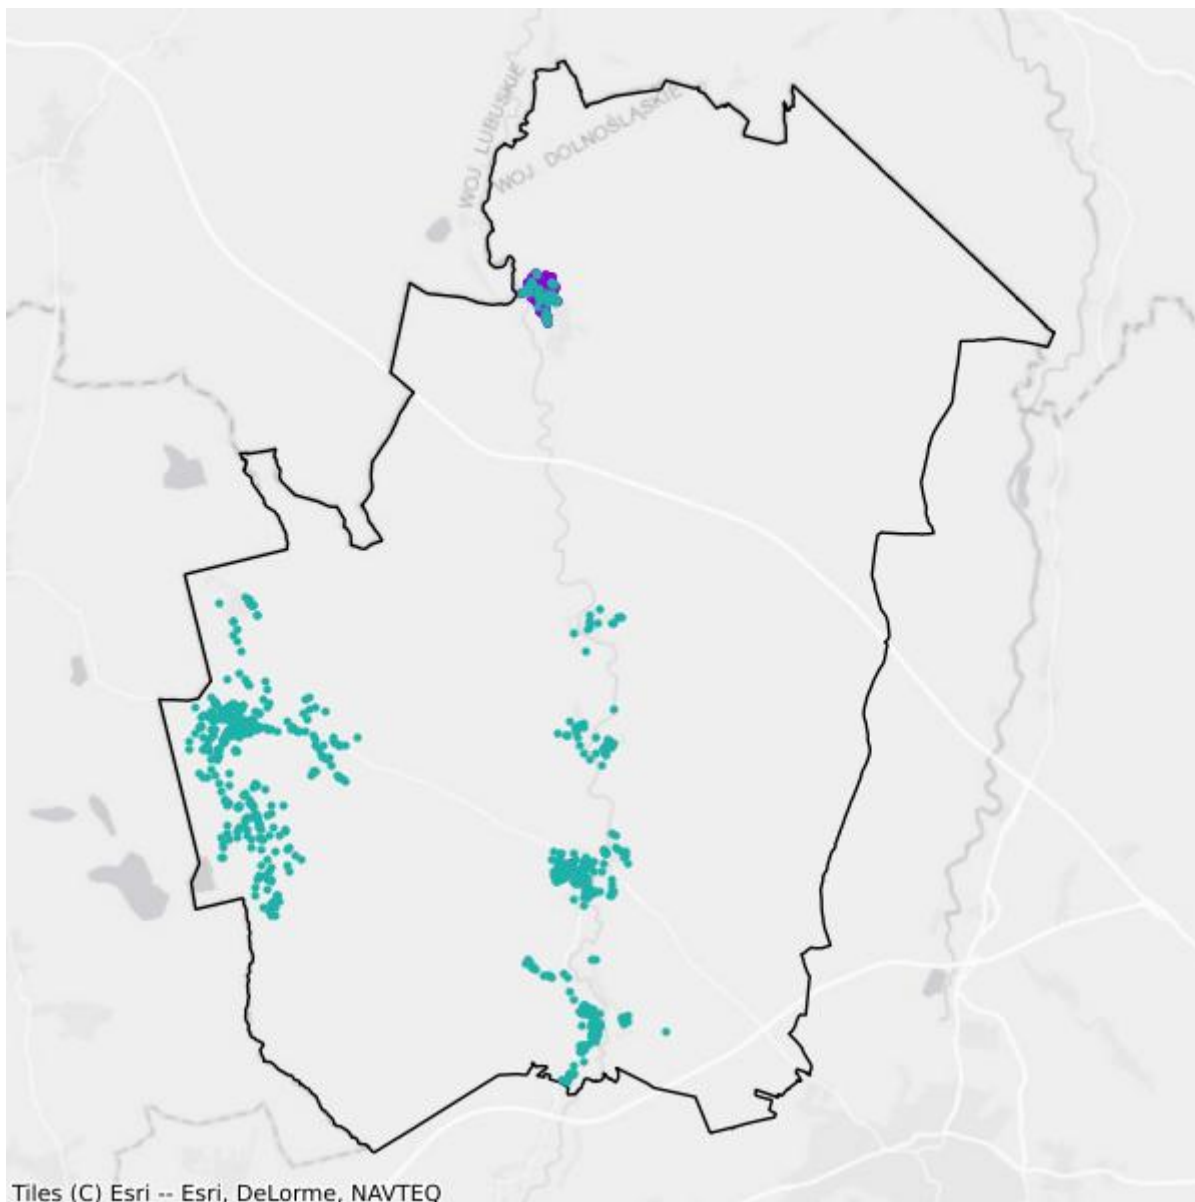 WOJ. LUBUSKIE
WOJ. DOLNOŚLĄSKIE
Tiles (C) Esri -- Esri, DeLorme, NAVTEQ